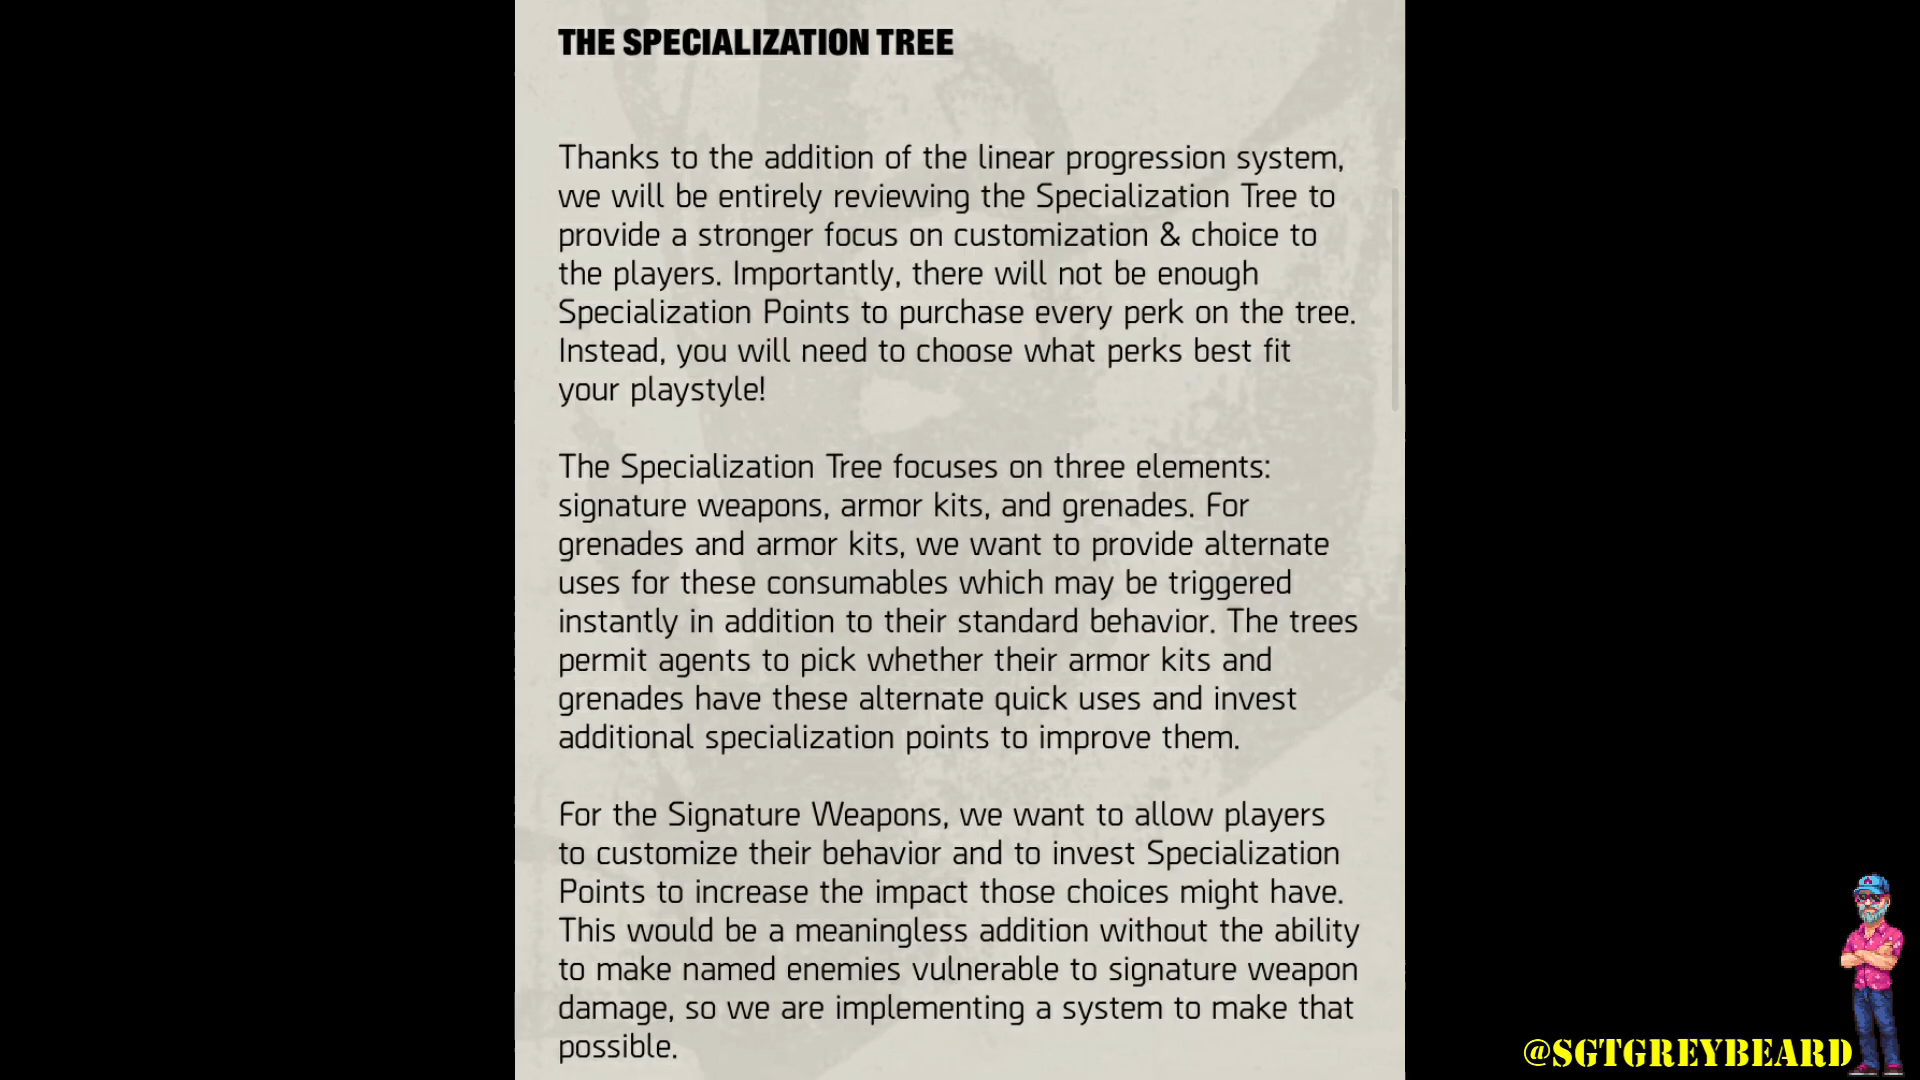 THE SPECIALIZATION TREE
Thanks to the addition of the linear progression system,
we will be entirely reviewing the Specialization Tree to
provide a stronger focus on customization & choice to
the players. Importantly, there will not be enough
Specialization Points to purchase every perk on the tree.
Instead, you will need to choose what perks best fit
your playstyle!
The Specialization Tree focuses on three elements:
signature weapons, armor kits, and grenades. For
grenades and armor kits, we want to provide alternate
uses for these consumables which may be triggered
instantly in addition to their standard behavior. The trees
permit agents to pick whether their armor kits and
grenades have these alternate quick uses and invest
additional specialization points to improve them.
For the Signature Weapons, we want to allow players
to customize their behavior and to invest Specialization
Points to increase the impact those choices might have.
This would be a meaningless addition without the ability
to make named enemies vulnerable to signature weapon
damage, so we are implementing a system to make that
possible.
@SGTGREYBEARD